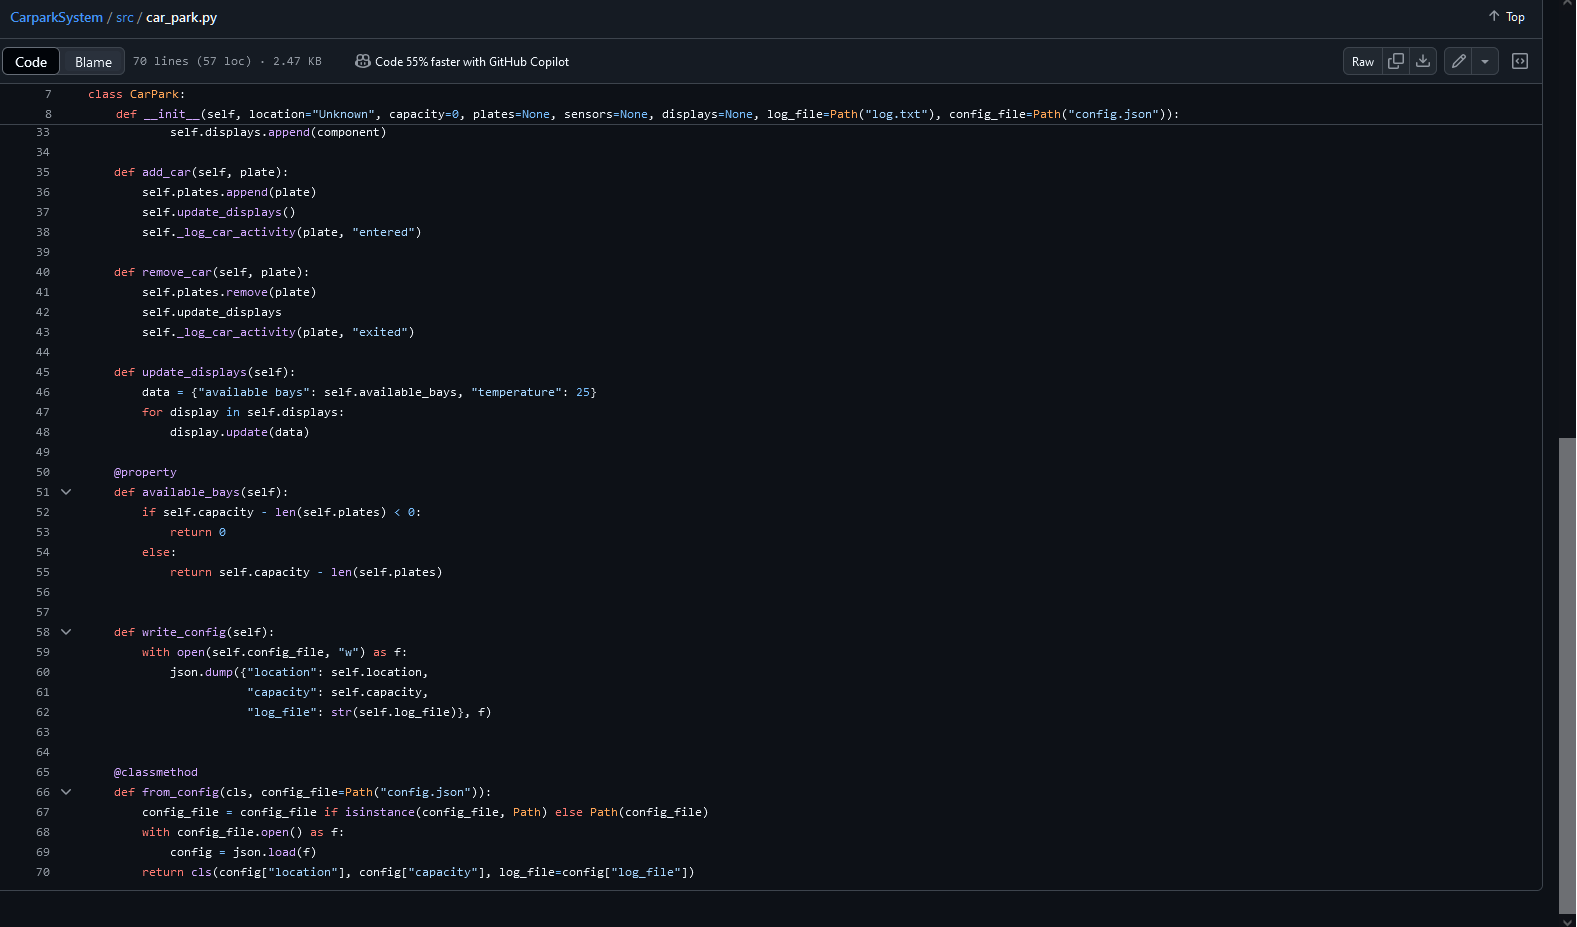 CarparkSystem / src / car_park.py
Top
Code Blame 70 lines (57 loc) · 2.47 KB Code 55% faster with GitHub Copilot
Raw
7 class CarPark:
8 def __init__(self, location="Unknown", capacity=0, plates=None, sensors=None, displays=None, log_file=Path("log.txt"), config_file=Path("config.json")):
33 self.displays.append(component)
34
35 def add_car(self, plate):
36 self.plates.append(plate)
37 self.update_displays()
38 self._log_car_activity(plate, "entered")
39
40 def remove_car(self, plate):
41 self.plates.remove(plate)
42 self.update_displays
43 self._log_car_activity(plate, "exited")
44
45 def update_displays(self):
46 data = {"available bays": self.available_bays, "temperature": 25}
47 for display in self.displays:
48 display.update(data)
49
50 @property
51 def available_bays(self):
52 if self.capacity - len(self.plates) < 0:
53 return 0
54 else:
55 return self.capacity - len(self.plates)
56
57
58 def write_config(self):
59 with open(self.config_file, "w") as f:
60 json.dump({"location": self.location,
61 "capacity": self.capacity,
62 "log_file": str(self.log_file)}, f)
63
64
65 @classmethod
66 def from_config(cls, config_file=Path("config.json")):
67 config_file = config_file if isinstance(config_file, Path) else Path(config_file)
68 with config_file.open() as f:
69 config = json.load(f)
70 return cls(config["location"], config["capacity"], log_file=config["log_file"])